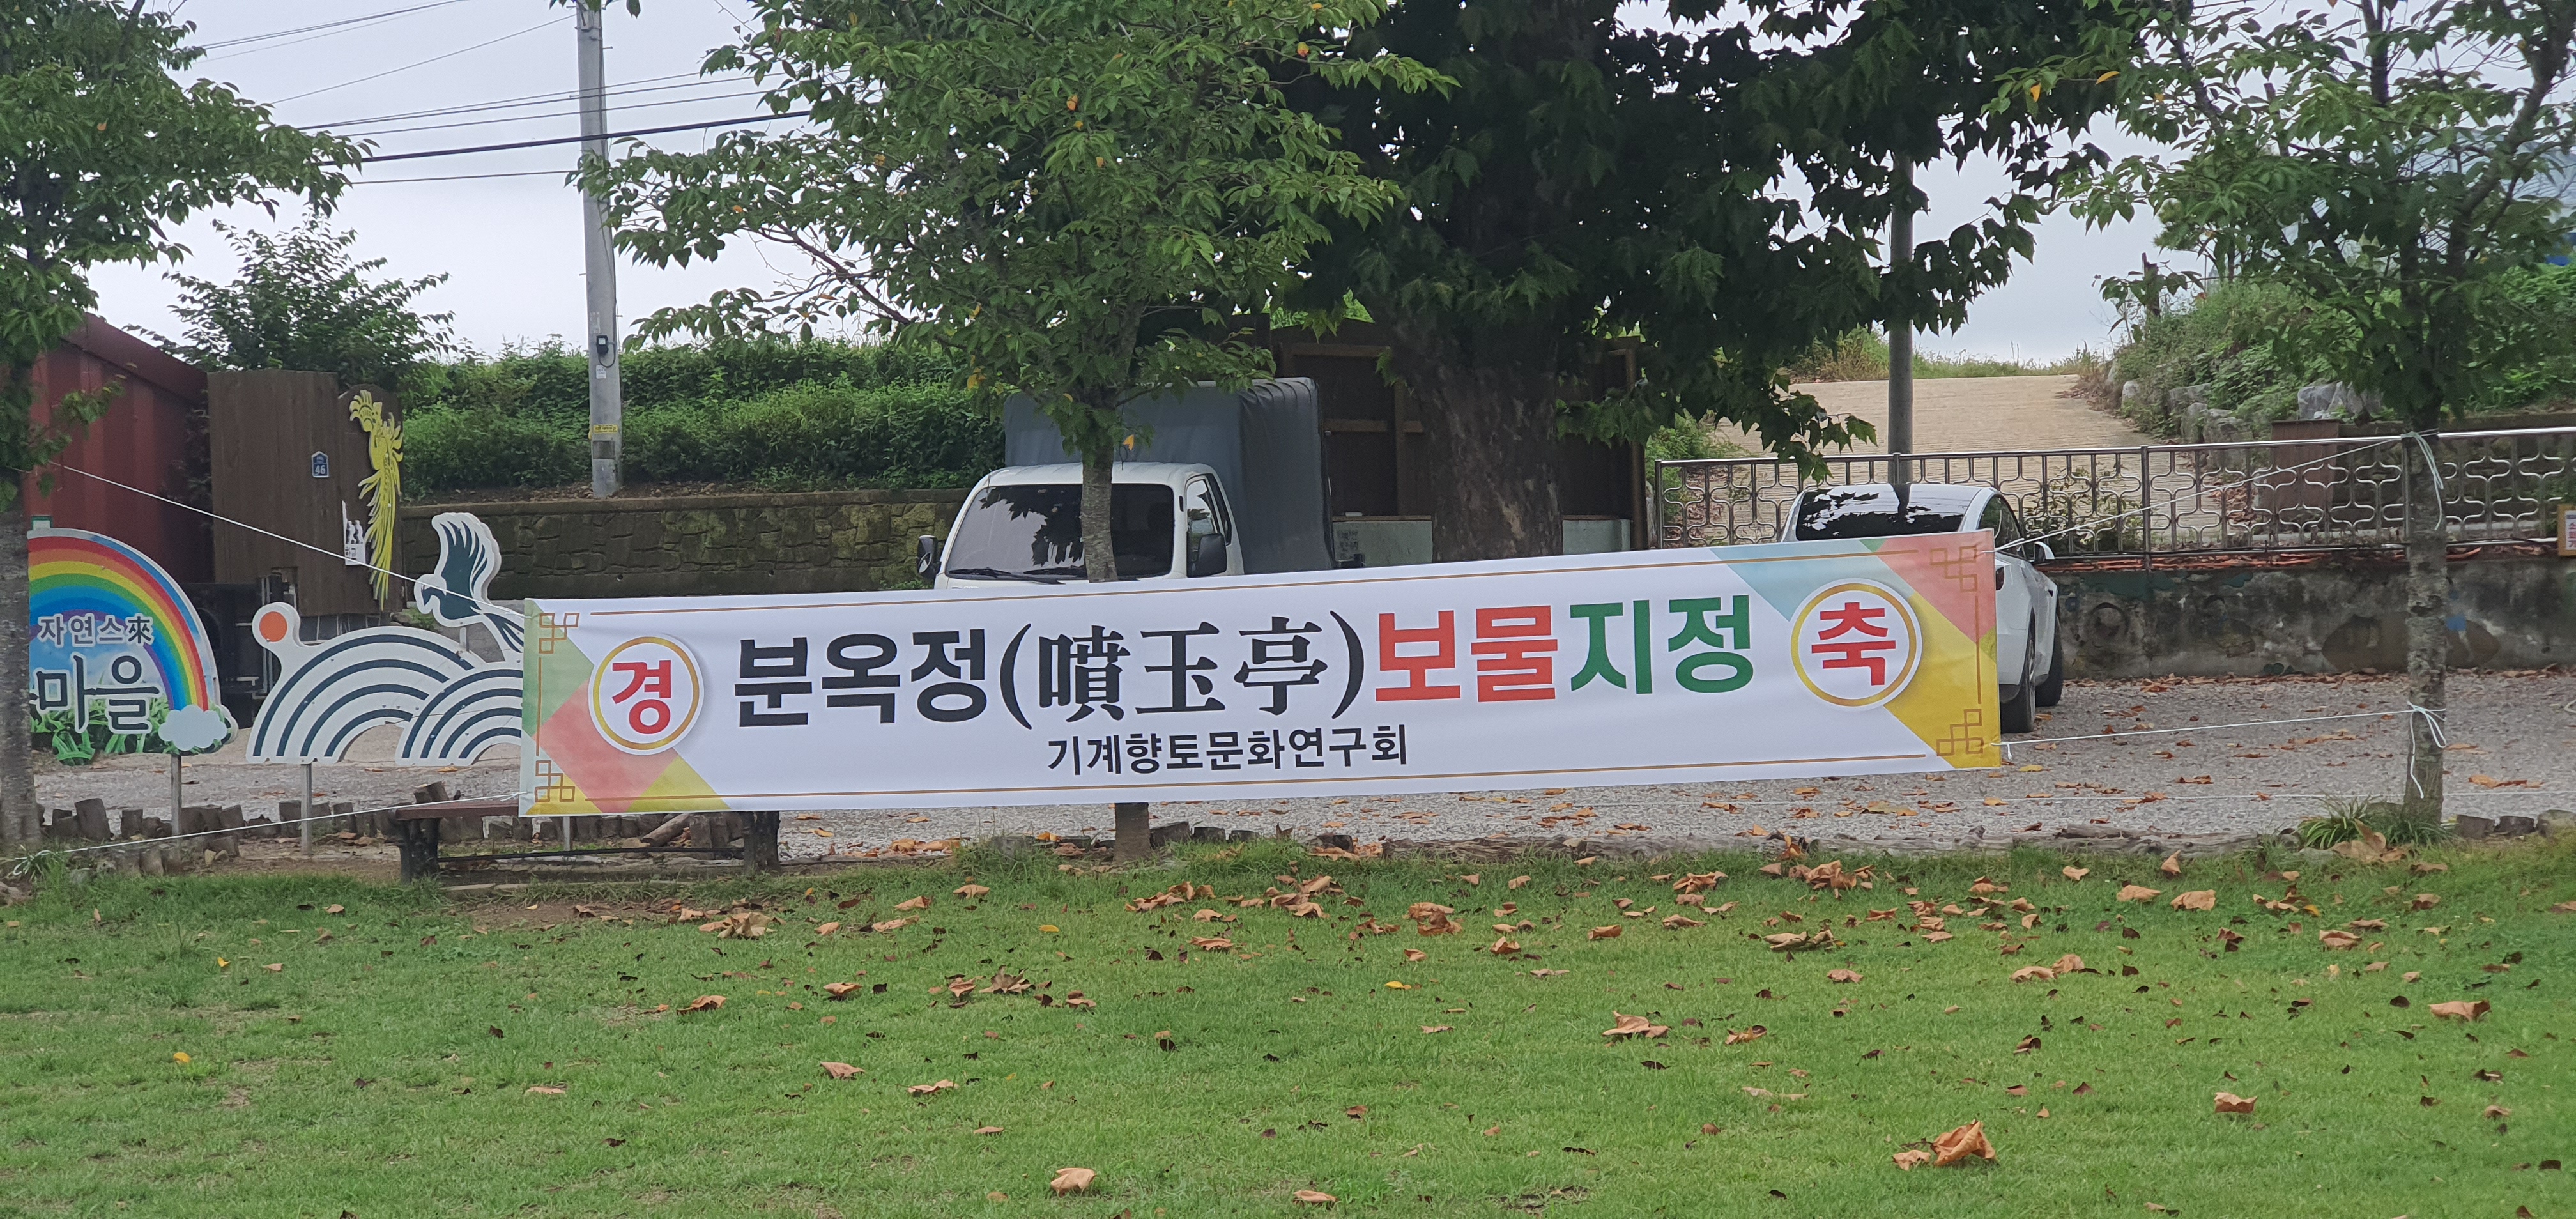 자연스來
마을
46
경 분옥정(噴玉亭)보물지정 축
기계향토문화연구회